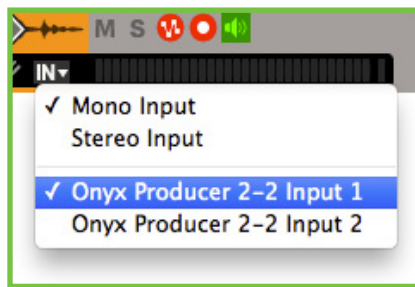 M S
IN
Mono Input
Stereo Input
Onyx Producer 2-2 Input 1
Onyx Producer 2-2 Input 2